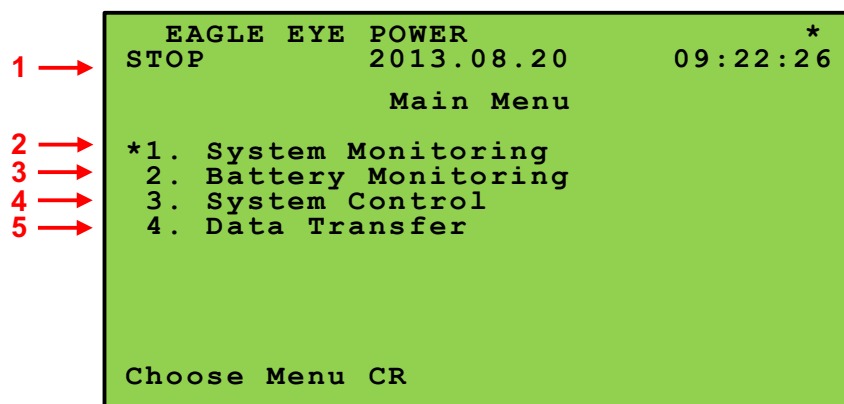 EAGLE EYE POWER *
1 STOP 2013.08.20 09:22:26
Main Menu
2 *1. System Monitoring
3 2. Battery Monitoring
4 3. System Control
5 4. Data Transfer
Choose Menu CR